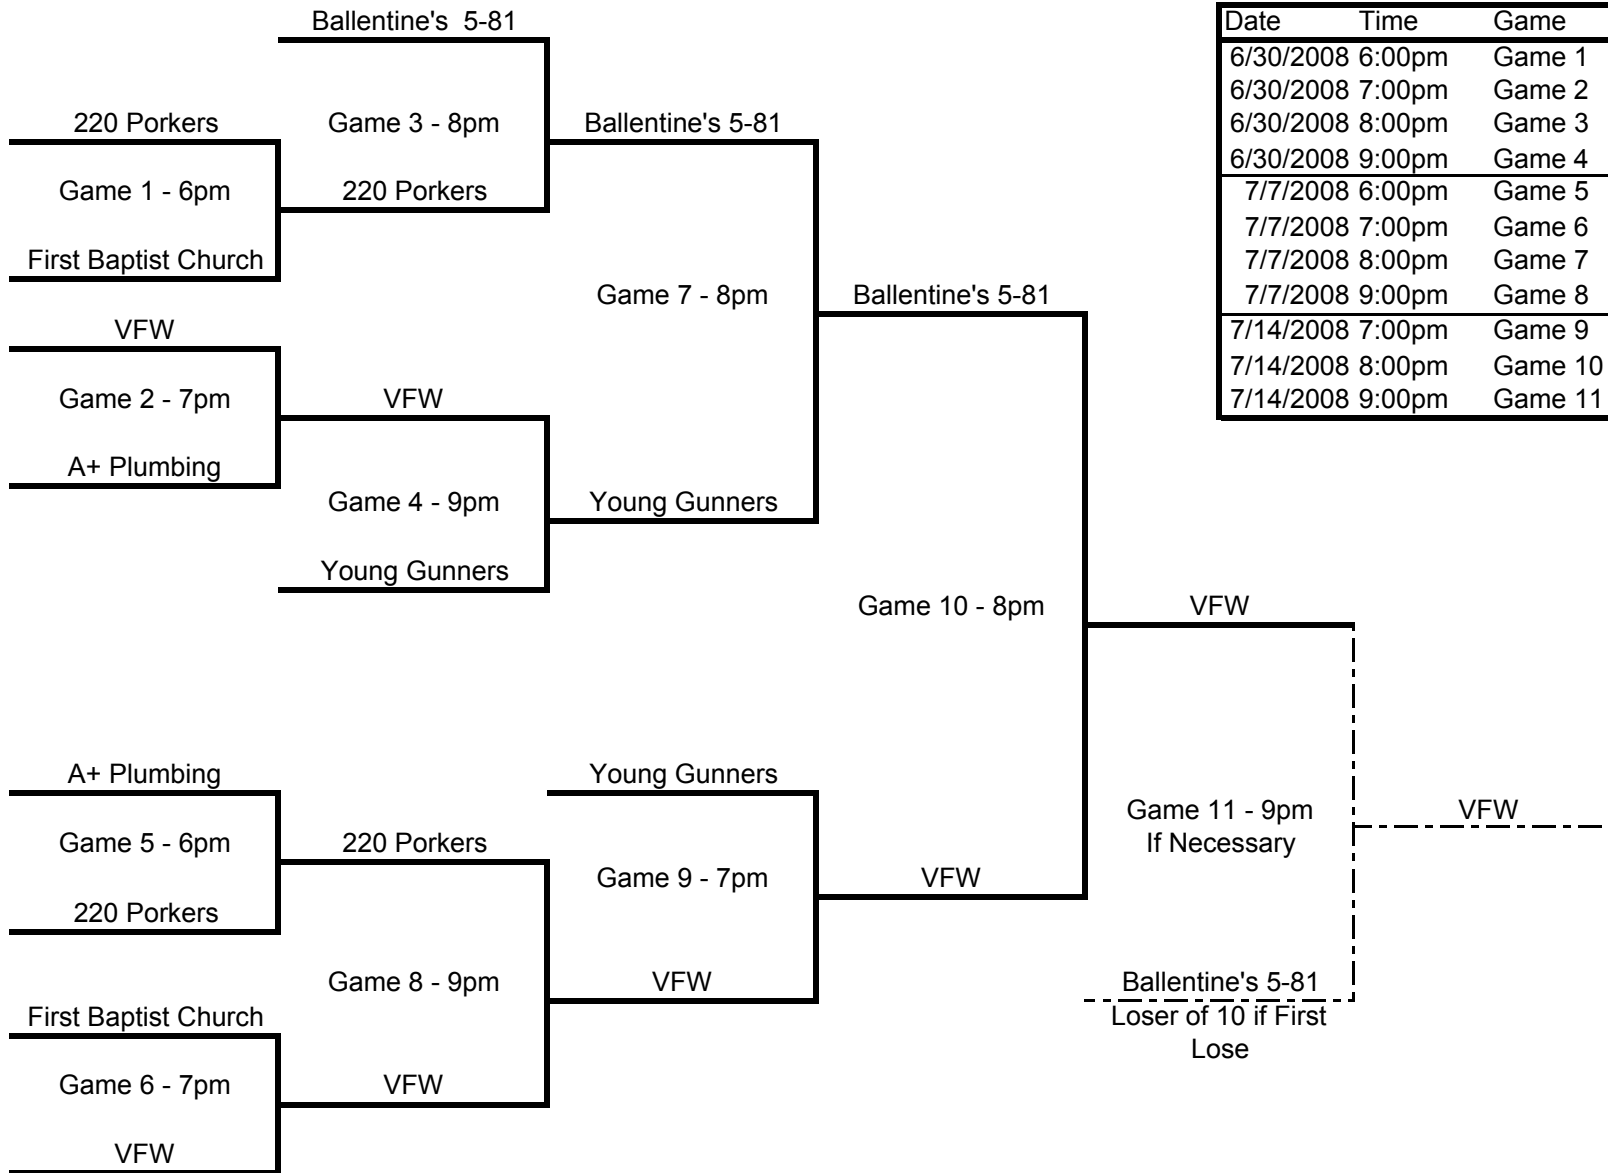 Ballentine's  5-81
Date Time Game
6/30/2008 6:00pm Game 1
6/30/2008 7:00pm Game 2
6/30/2008 8:00pm Game 3
6/30/2008 9:00pm Game 4
7/7/2008 6:00pm Game 5
7/7/2008 7:00pm Game 6
7/7/2008 8:00pm Game 7
7/7/2008 9:00pm Game 8
7/14/2008 7:00pm Game 9
7/14/2008 8:00pm Game 10
7/14/2008 9:00pm Game 11
220 Porkers
Game 3 - 8pm
Ballentine's 5-81
Game 1 - 6pm
220 Porkers
First Baptist Church
Game 7 - 8pm
Ballentine's 5-81
VFW
Game 2 - 7pm
VFW
A+ Plumbing
Game 4 - 9pm
Young Gunners
Young Gunners
Game 10 - 8pm
VFW
A+ Plumbing
Young Gunners
Game 11 - 9pm
If Necessary
VFW
Game 5 - 6pm
220 Porkers
Game 9 - 7pm
VFW
220 Porkers
Game 8 - 9pm
VFW
Ballentine's 5-81
Loser of 10 if First
Lose
First Baptist Church
Game 6 - 7pm
VFW
VFW